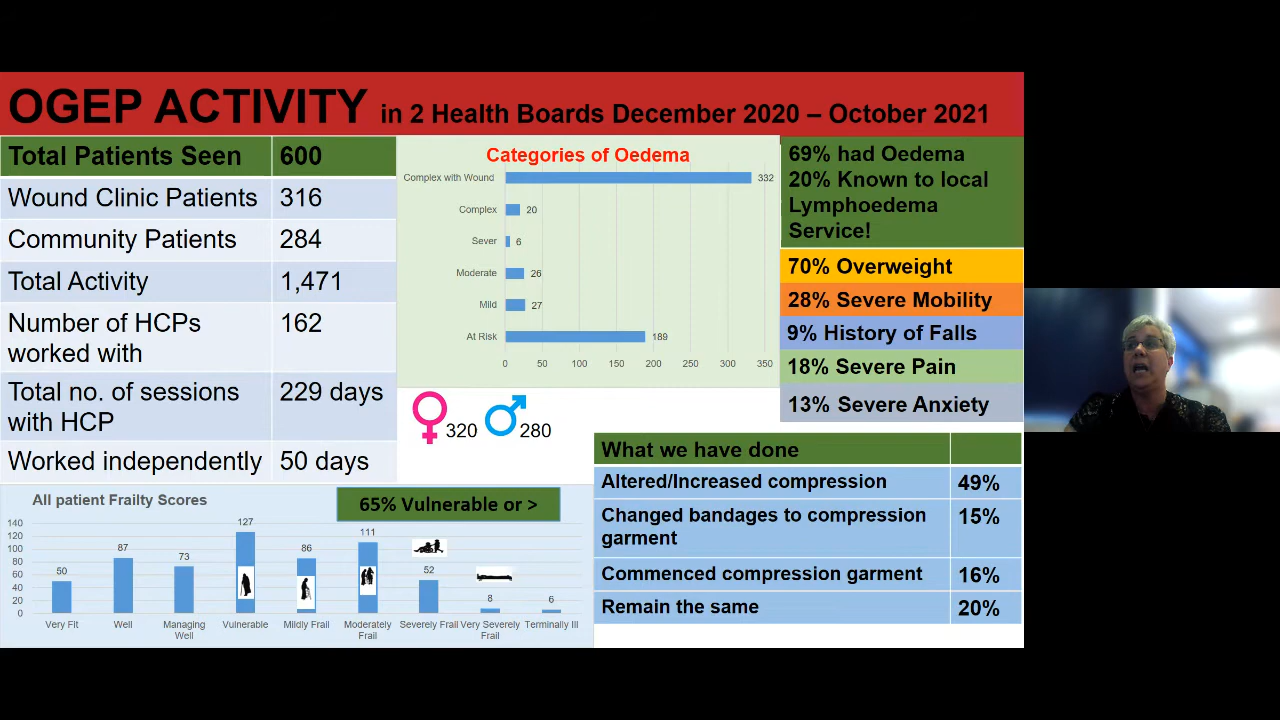 OGEP ACTIVITY in 2 Health Boards December 2020 – October 2021
Total Patients Seen 600
Wound Clinic Patients 316
Community Patients 284
Total Activity 1,471
Number of HCPs 162
worked with
Total no. of sessions 229 days
with HCP
Worked independently 50 days
Categories of Oedema
Complex with Wound 332
Complex 20
Sever 6
Moderate 26
Mild 27
At Risk 189
0 50 100 150 200 250 300 350
320 280
69% had Oedema
20% Known to local
Lymphoedema
Service!
70% Overweight
28% Severe Mobility
9% History of Falls
18% Severe Pain
13% Severe Anxiety
All patient Frailty Scores
65% Vulnerable or >
140
120
100
80
60
40
20
0
50 87 73 127 86 111 52 8 6
Very Fit Well Managing Vulnerable Mildly Frail Moderately Severely Frail Very Severely Terminally Ill
Well Frail Frail
What we have done
Altered/Increased compression 49%
Changed bandages to compression 15%
garment
Commenced compression garment 16%
Remain the same 20%